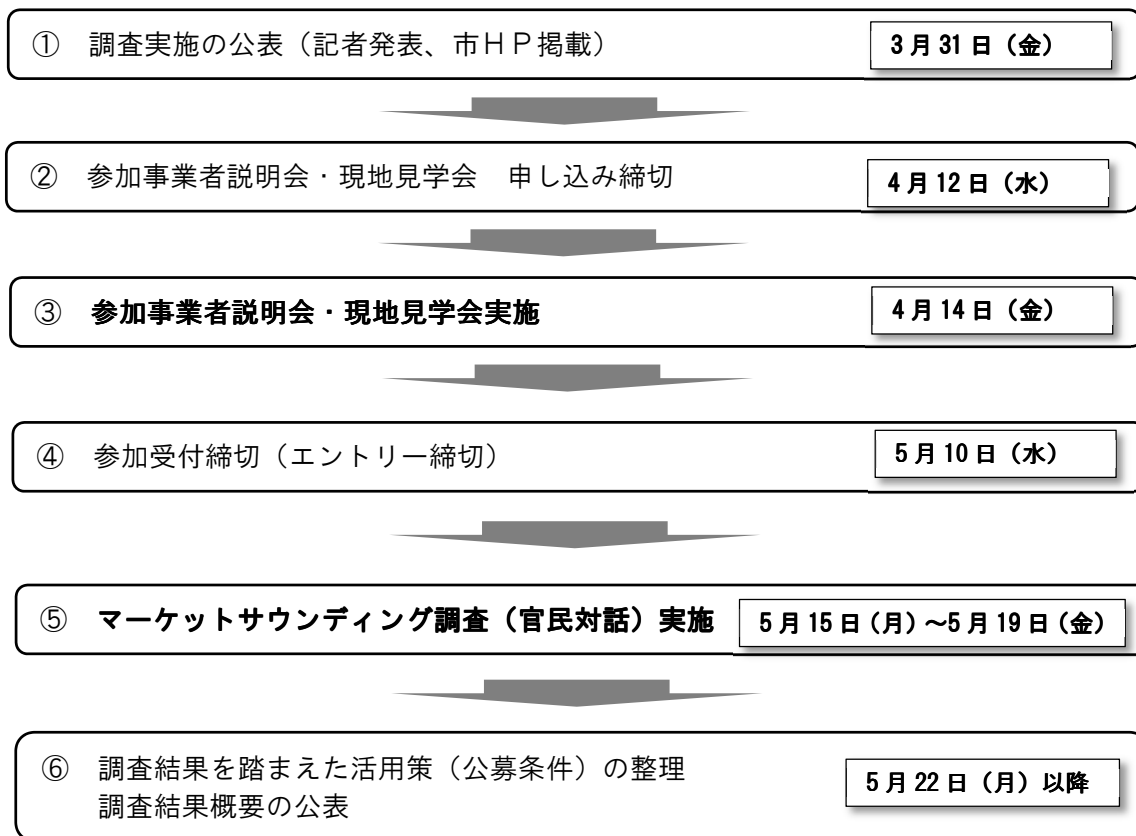 ① 調査実施の公表（記者発表、市ＨＰ掲載） 3月31日（金）
② 参加事業者説明会・現地見学会　申し込み締切 4月12日（水）
③ 参加事業者説明会・現地見学会実施 4月14日（金）
④ 参加受付締切（エントリー締切） 5月10日（水）
⑤ マーケットサウンディング調査（官民対話）実施 5月15日（月）～5月19日（金）
⑥ 調査結果を踏まえた活用策（公募条件）の整理
調査結果概要の公表
5月22日（月）以降